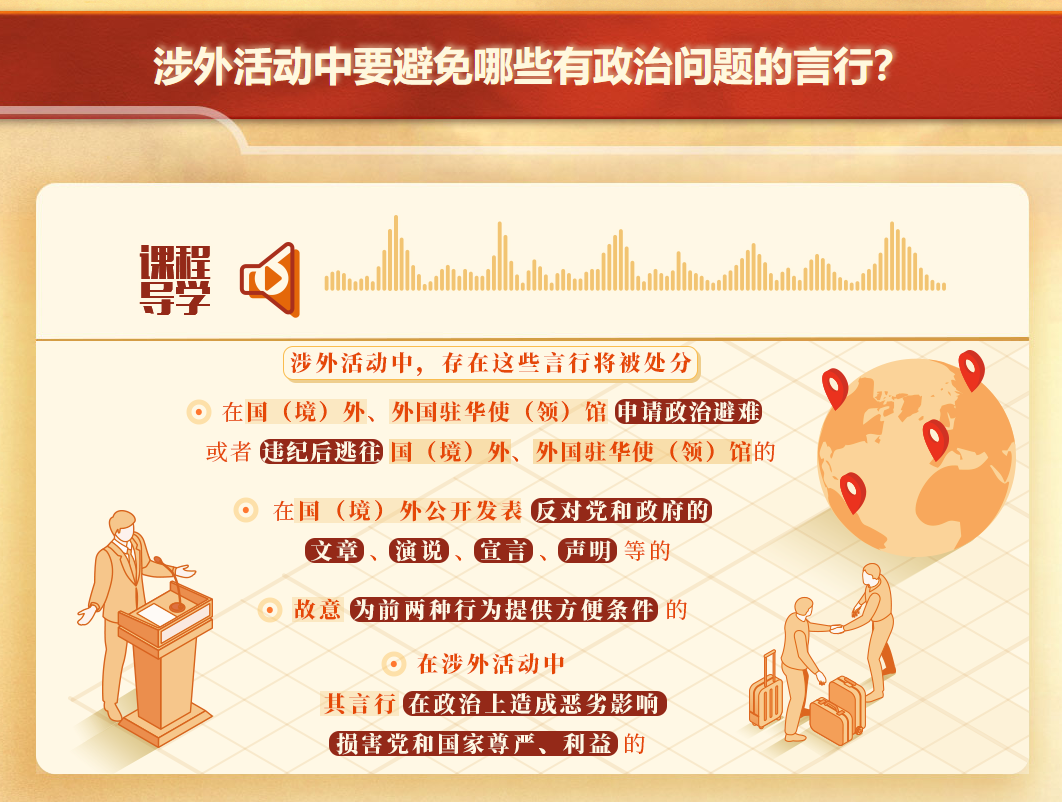 涉外活动中要避免哪些有政治问题的言行？
课程
导学
涉外活动中，存在这些言行将被处分
在国（境）外、外国驻华使（领）馆 申请政治避难
或者 违纪后逃往 国（境）外、外国驻华使（领）馆的
在国（境）外公开发表 反对党和政府的
文章、演说、宣言、声明 等的
故意 为前两种行为提供方便条件 的
在涉外活动中
其言行 在政治上造成恶劣影响
损害党和国家尊严、利益 的